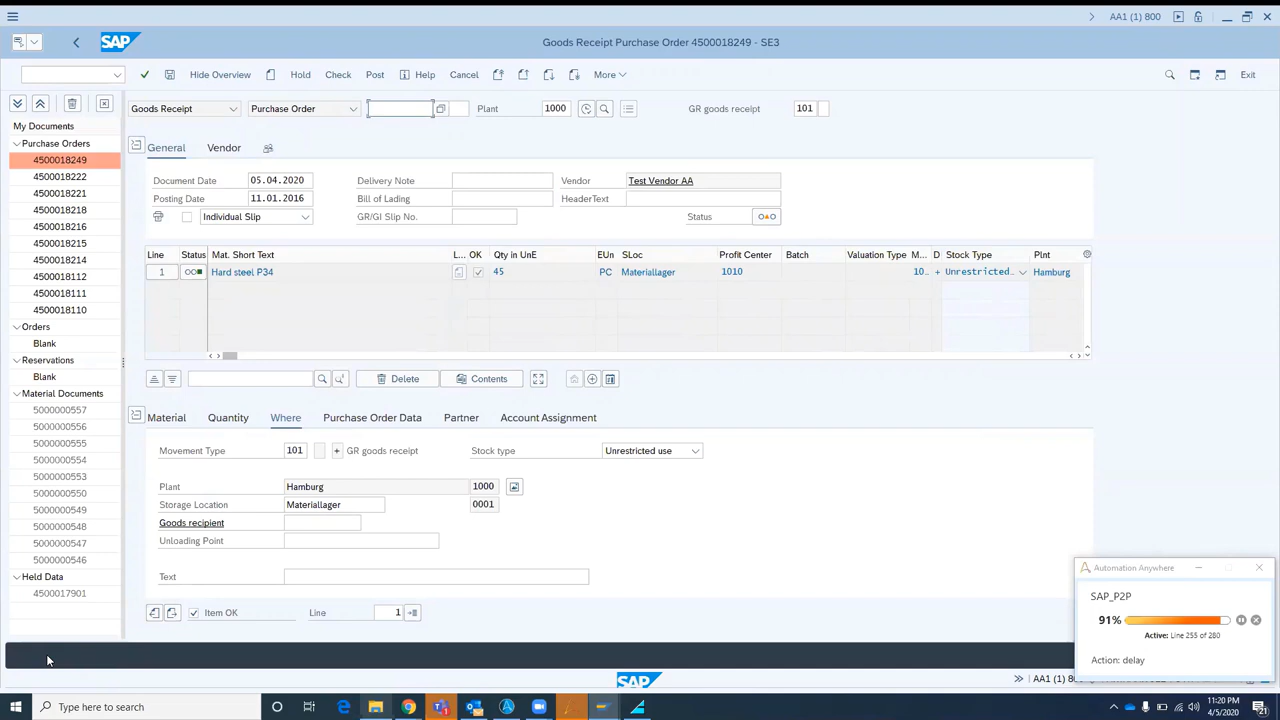 AA1 (1) 800
SAP
Goods Receipt Purchase Order 4500018249 - SE3
Hide Overview Hold Check Post Help Cancel More Exit
Goods Receipt Purchase Order Plant 1000 GR goods receipt 101
My Documents
Purchase Orders
4500018249
4500018222
4500018221
4500018218
4500018216
4500018215
4500018214
4500018112
4500018111
4500018110
Orders
Blank
Reservations
Blank
Material Documents
5000000557
5000000556
5000000555
5000000554
5000000553
5000000550
5000000549
5000000548
5000000547
5000000546
Held Data
4500017901
General Vendor
Document Date 05.04.2020 Delivery Note Vendor Test Vendor AA
Posting Date 11.01.2016 Bill of Lading HeaderText
Individual Slip GR/GI Slip No. Status
Line Status Mat. Short Text L... OK Qty in UnE EUn SLoc Profit Center Batch Valuation Type M... D Stock Type Plnt
1 Hard steel P34 45 PC Materiallager 1010 10.. + Unrestricted.. Hamburg
Delete Contents
Material Quantity Where Purchase Order Data Partner Account Assignment
Movement Type 101 + GR goods receipt Stock type Unrestricted use
Plant Hamburg 1000
Storage Location Materiallager 0001
Goods recipient
Unloading Point
Text
Item OK Line 1
Automation Anywhere
SAP_P2P
91%
Active: Line 255 of 280
Action: delay
SAP
AA1 (1) 80
Type here to search
11:20 PM
4/5/2020
21